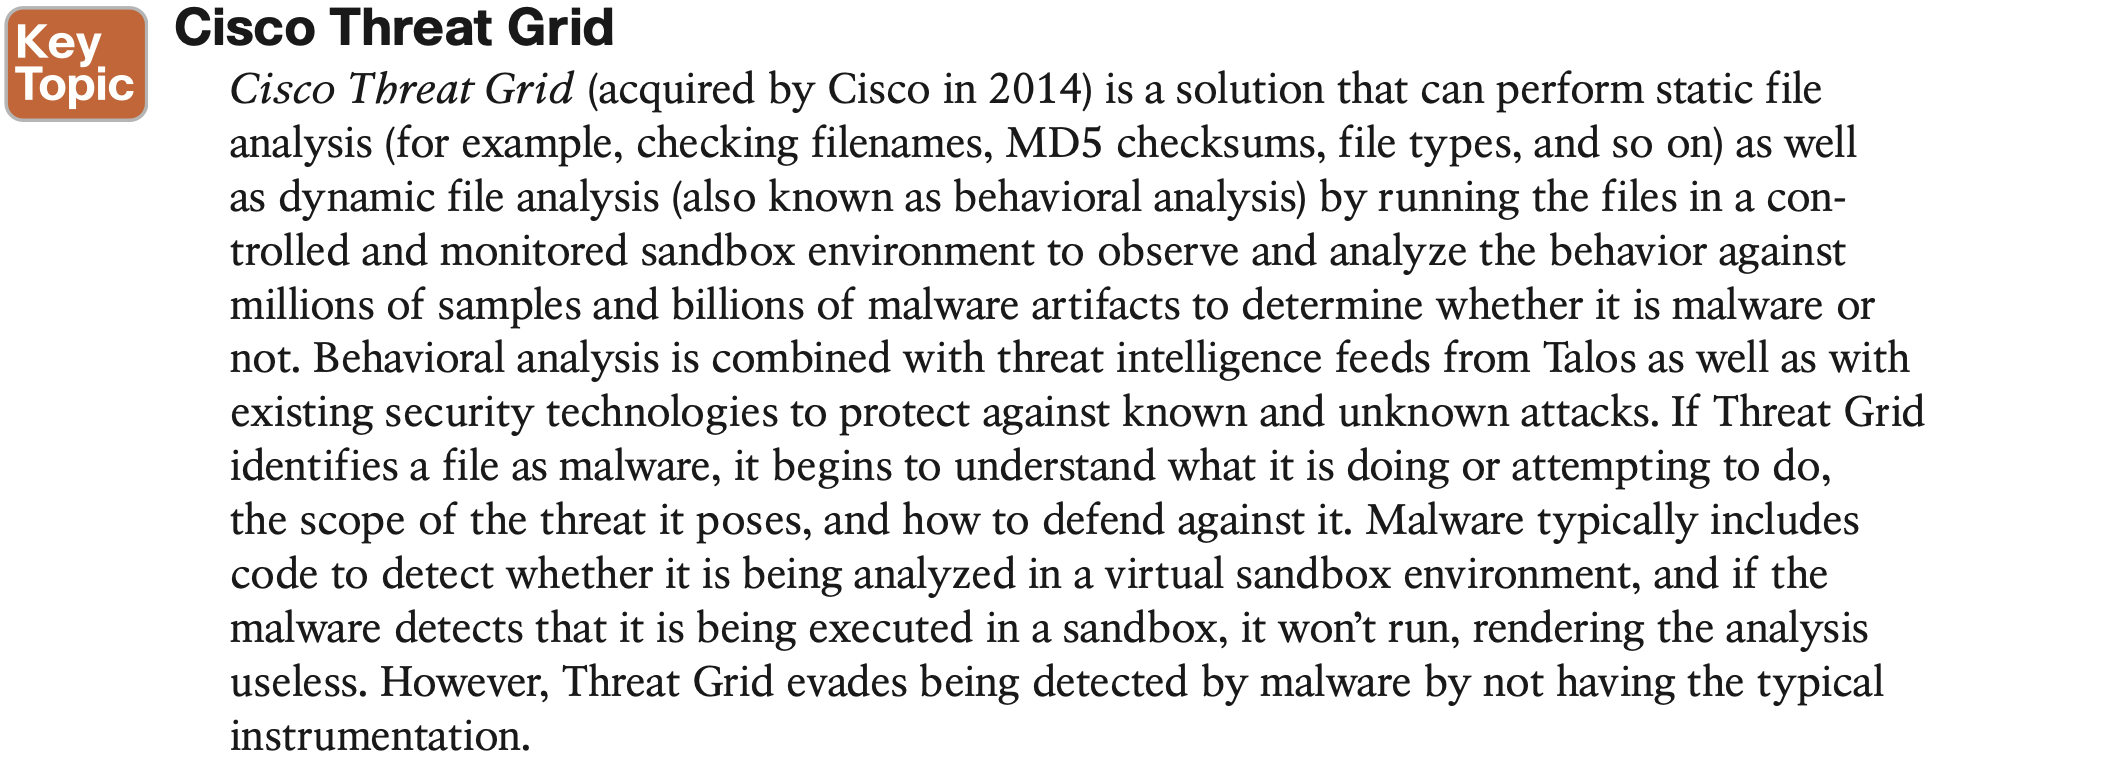 Key
Topic
Cisco Threat Grid
Cisco Threat Grid (acquired by Cisco in 2014) is a solution that can perform static file
analysis (for example, checking filenames, MD5 checksums, file types, and so on) as well
as dynamic file analysis (also known as behavioral analysis) by running the files in a con-
trolled and monitored sandbox environment to observe and analyze the behavior against
millions of samples and billions of malware artifacts to determine whether it is malware or
not. Behavioral analysis is combined with threat intelligence feeds from Talos as well as with
existing security technologies to protect against known and unknown attacks. If Threat Grid
identifies a file as malware, it begins to understand what it is doing or attempting to do,
the scope of the threat it poses, and how to defend against it. Malware typically includes
code to detect whether it is being analyzed in a virtual sandbox environment, and if the
malware detects that it is being executed in a sandbox, it won’t run, rendering the analysis
useless. However, Threat Grid evades being detected by malware by not having the typical
instrumentation.